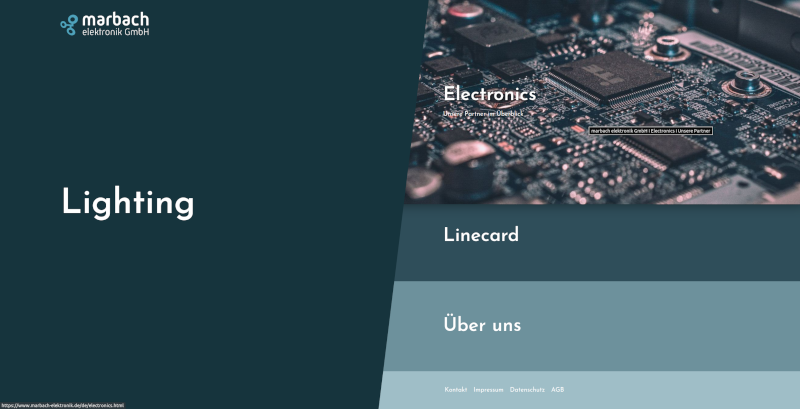 marbach
elektronik GmbH
Lighting
Electronics
Unsere Partner im Überblick
marbach elektronik GmbH I Electronics I Unsere Partner
Linecard
Über uns
Kontakt Impressum Datenschutz AGB
https://www.marbach-elektronik.de/de/electronics.html